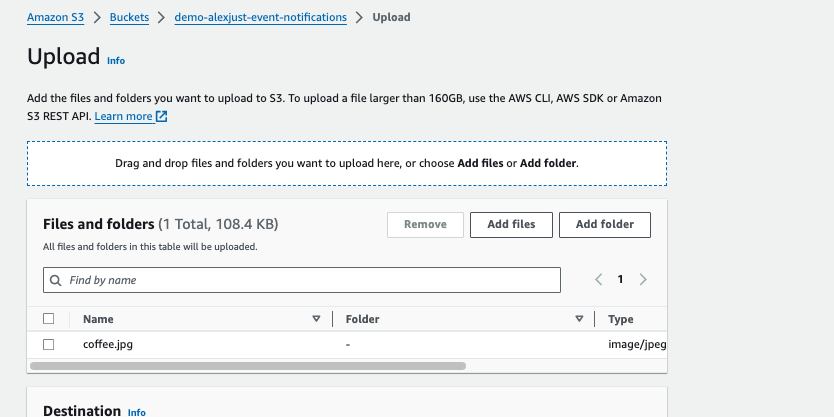 Amazon S3 > Buckets > demo-alexjust-event-notifications > Upload
Upload Info
Add the files and folders you want to upload to S3. To upload a file larger than 160GB, use the AWS CLI, AWS SDK or Amazon
S3 REST API. Learn more
Drag and drop files and folders you want to upload here, or choose Add files or Add folder.
Files and folders (1 Total, 108.4 KB)
Remove
Add files
Add folder
All files and folders in this table will be uploaded.
Find by name
1
Name
Folder
Type
coffee.jpg
-
image/jpeg
Destination Info